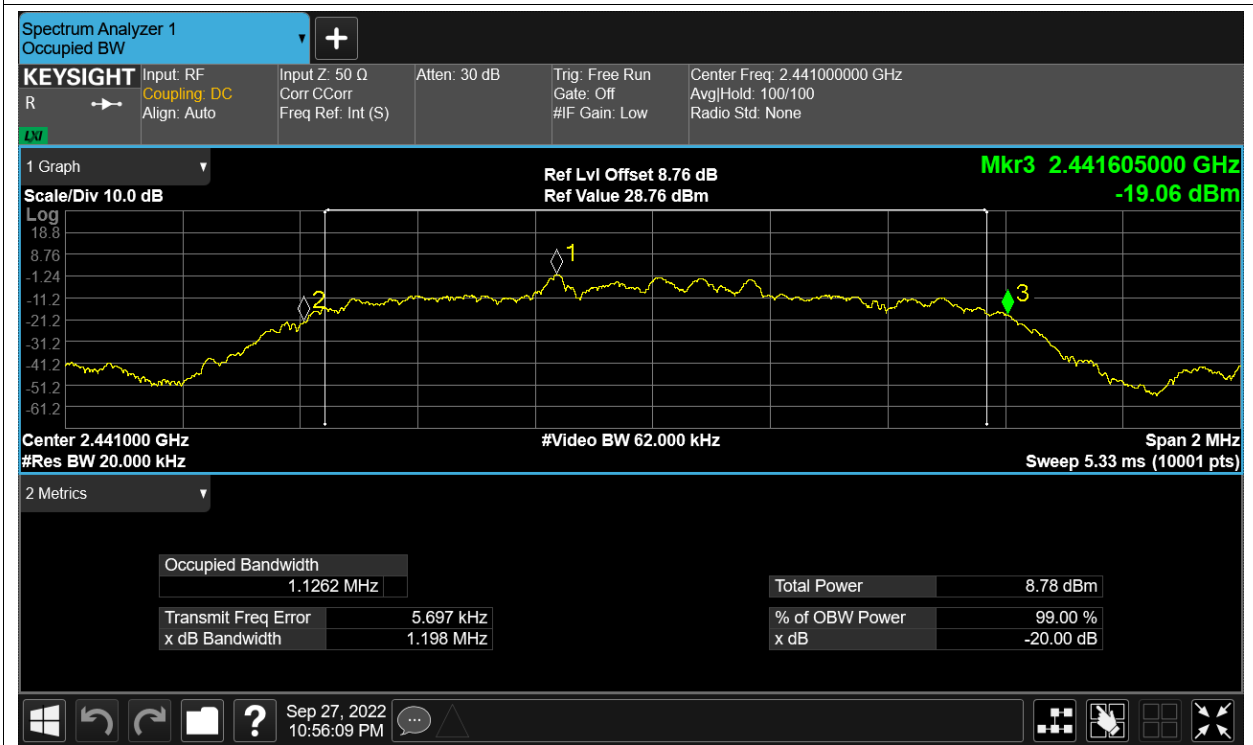 Spectrum Analyzer 1
Occupied BW
KEYSIGHT
R
LXI
Input: RF
Coupling: DC
Align: Auto
Input Z: 50 Ω
Corr CCorr
Freq Ref: Int (S)
Atten: 30 dB
Trig: Free Run
Gate: Off
#IF Gain: Low
Center Freq: 2.441000000 GHz
Avg|Hold: 100/100
Radio Std: None
1 Graph
Scale/Div 10.0 dB
Ref Lvl Offset 8.76 dB
Ref Value 28.76 dBm
Mkr3 2.441605000 GHz
-19.06 dBm
Log
18.8
8.76
-1.24
-11.2
-21.2
-31.2
-41.2
-51.2
-61.2
1
2
3
Center 2.441000 GHz
#Res BW 20.000 kHz
#Video BW 62.000 kHz
Span 2 MHz
Sweep 5.33 ms (10001 pts)
2 Metrics
Occupied Bandwidth
1.1262 MHz
Transmit Freq Error 5.697 kHz
x dB Bandwidth 1.198 MHz
Total Power 8.78 dBm
% of OBW Power 99.00 %
x dB -20.00 dB
?
Sep 27, 2022
10:56:09 PM